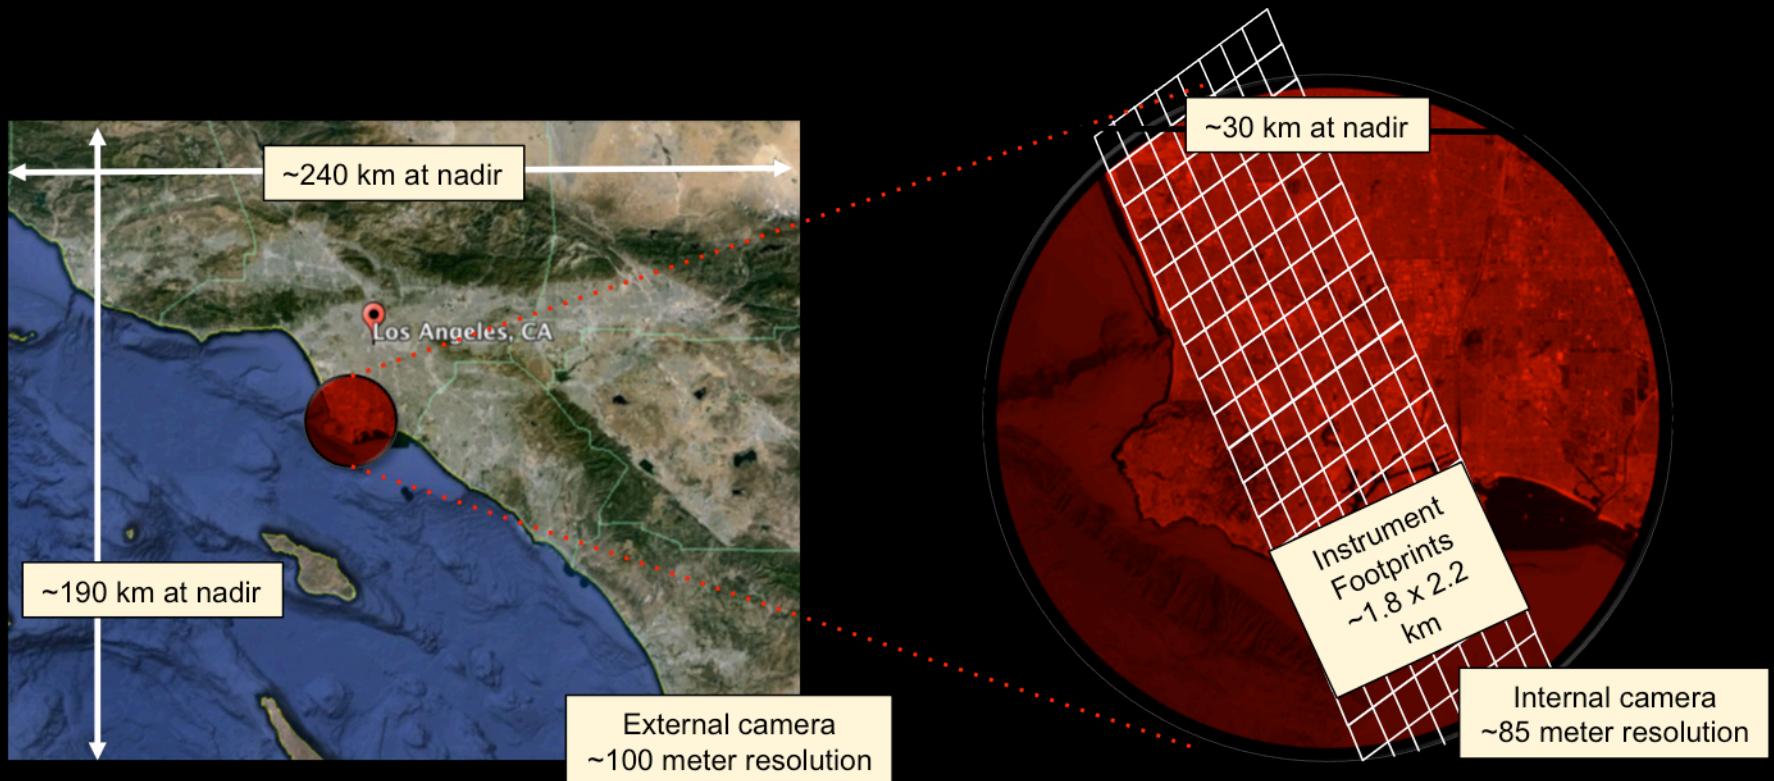 ~240 km at nadir
Los Angeles, CA
~190 km at nadir
External camera
~100 meter resolution
~30 km at nadir
Instrument
Footprints
~1.8 x 2.2
km
Internal camera
~85 meter resolution